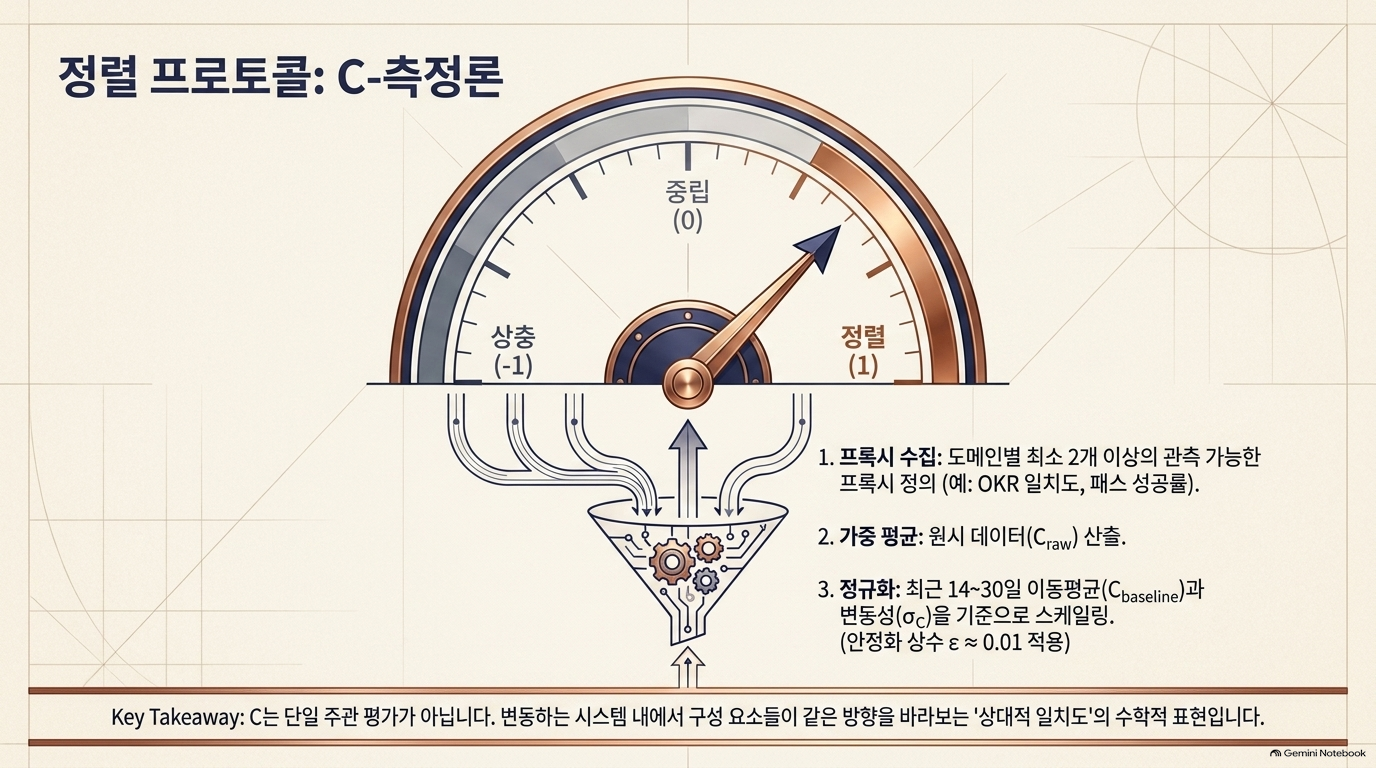 정렬 프로토콜: C-측정론
중립
(0)
상충
(-1)
정렬
(1)
1. 프록시 수집: 도메인별 최소 2개 이상의 관측 가능한
프록시 정의 (예: OKR 일치도, 패스 성공률).
2. 가중 평균: 원시 데이터(Craw) 산출.
3. 정규화: 최근 14~30일 이동평균(Cbaseline)과
변동성(σC)을 기준으로 스케일링.
(안정화 상수 ε ≈ 0.01 적용)
Key Takeaway: C는 단일 주관 평가가 아닙니다. 변동하는 시스템 내에서 구성 요소들이 같은 방향을 바라보는 '상대적 일치도'의 수학적 표현입니다.
Gemini Notebook